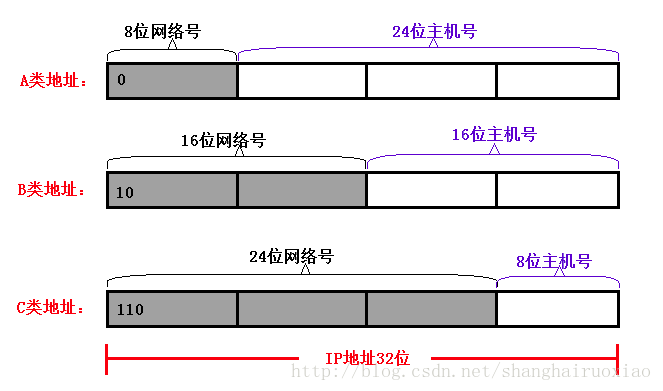 8位网络号 24位主机号
A类地址： 0
16位网络号 16位主机号
B类地址： 10
24位网络号 8位主机号
C类地址： 110
IP地址32位
http://blog.csdn.net/shanghairuoxiao